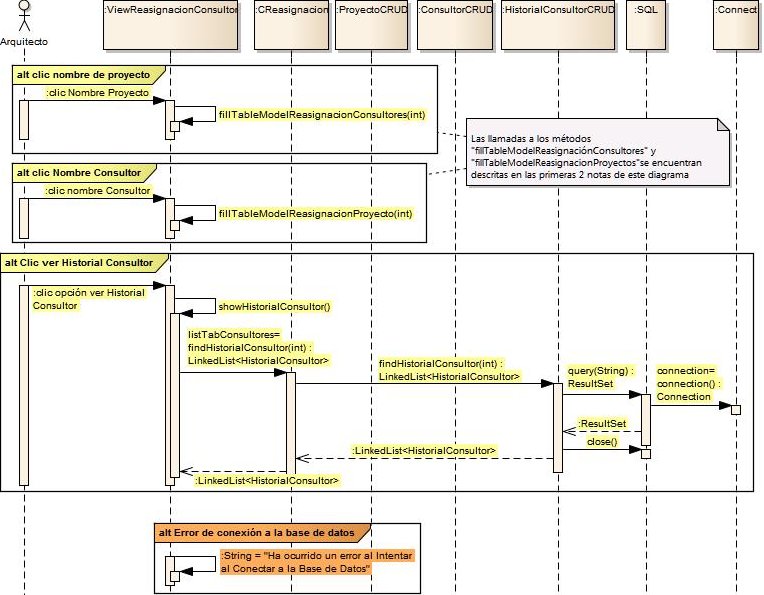 :ViewReasignacionConsultor
:CReasignacion
:ProyectoCRUD
:ConsultorCRUD
:HistorialConsultorCRUD
:SQL
:Connect
Arquitecto
alt clic nombre de proyecto
:clic Nombre Proyecto
fillTableModelReasignacionConsultores(int)
Las llamadas a los métodos
"fillTableModelReasignaciónConsultores" y
"fillTableModelReasignacionProyectos"se encuentran
descritas en las primeras 2 notas de este diagrama
alt clic Nombre Consultor
:clic nombre Consultor
fillTableModelReasignacionProyecto(int)
alt Clic ver Historial Consultor
:clic opción ver Historial
Consultor
showHistorialConsultor()
listTabConsultores=
findHistorialConsultor(int) :
LinkedList<HistorialConsultor>
findHistorialConsultor(int) :
LinkedList<HistorialConsultor>
query(String) :
ResultSet
connection=
connection() :
Connection
:ResultSet
close()
:LinkedList<HistorialConsultor>
:LinkedList<HistorialConsultor>
alt Error de conexión a la base de datos
:String = "Ha ocurrido un error al Intentar
al Conectar a la Base de Datos"